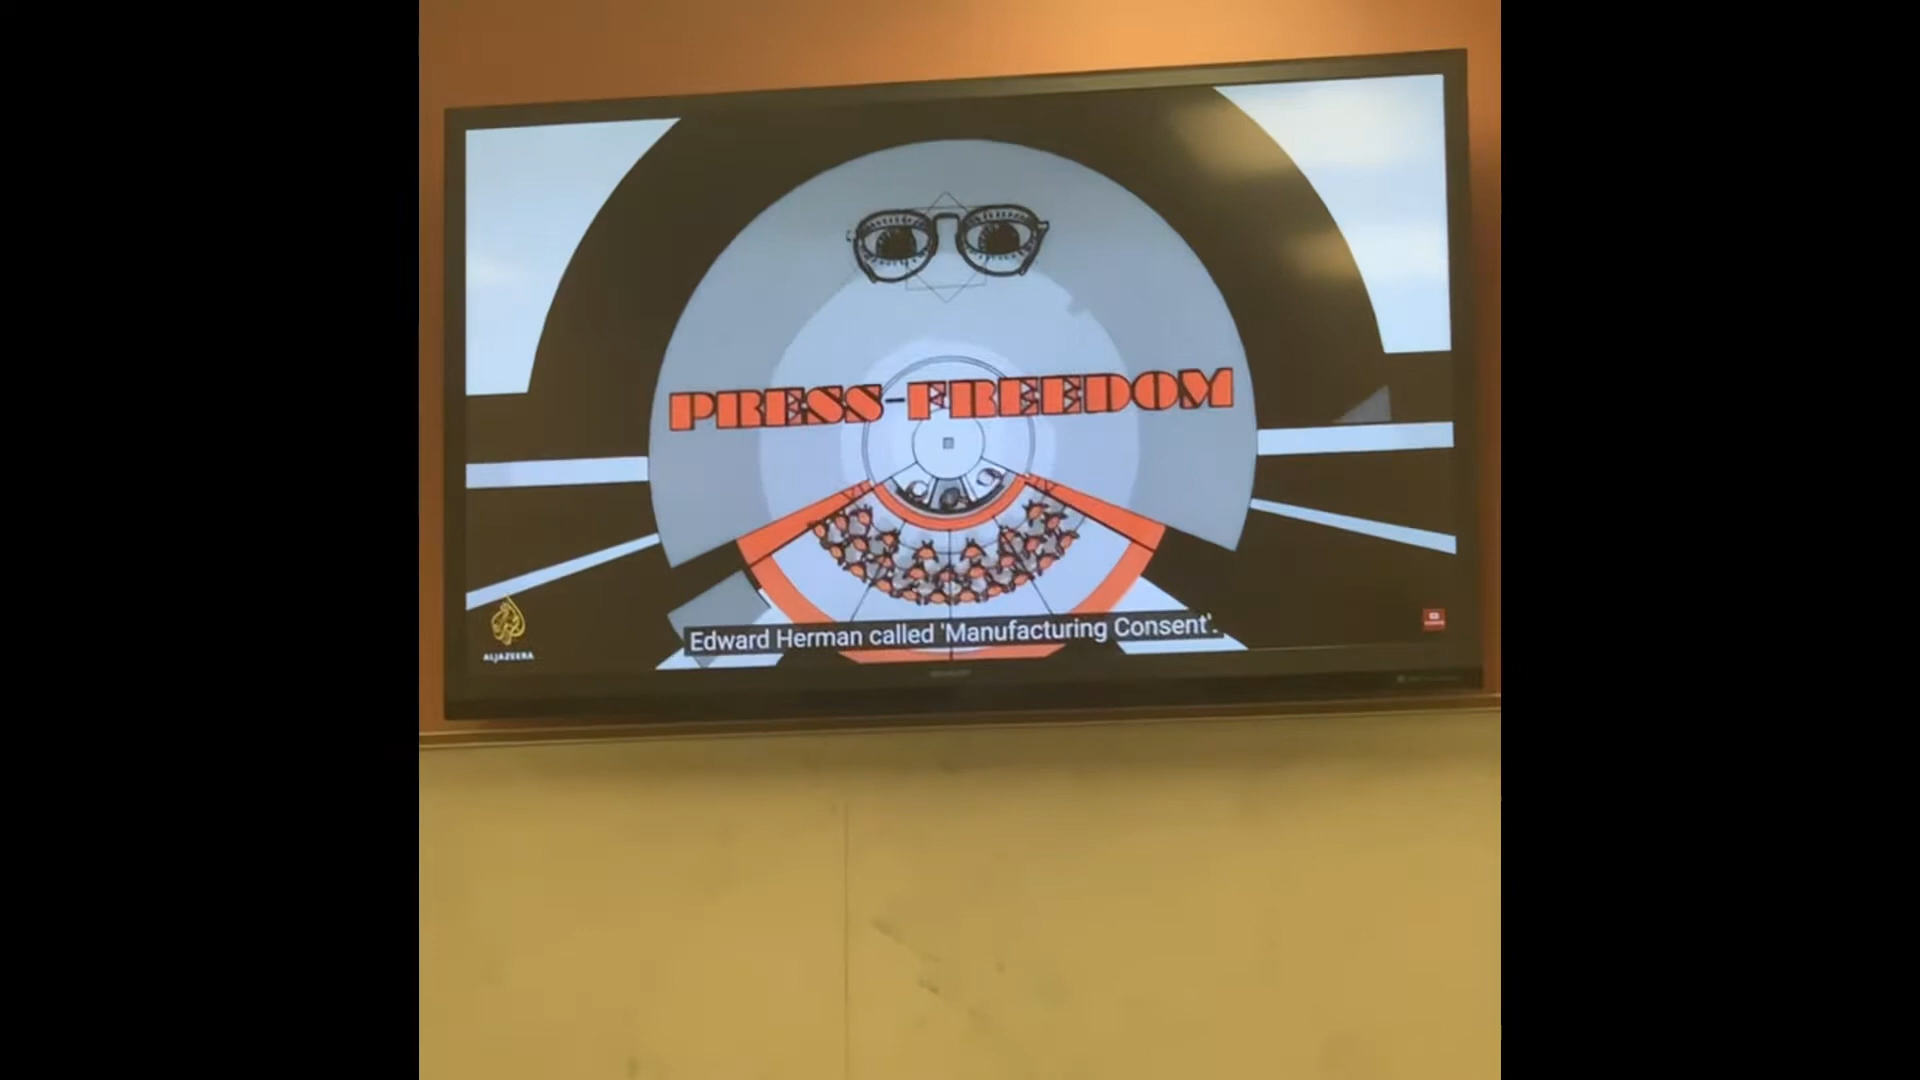 PRESS-FREEDOM
Edward Herman called 'Manufacturing Consent'.
ALJAZEERA